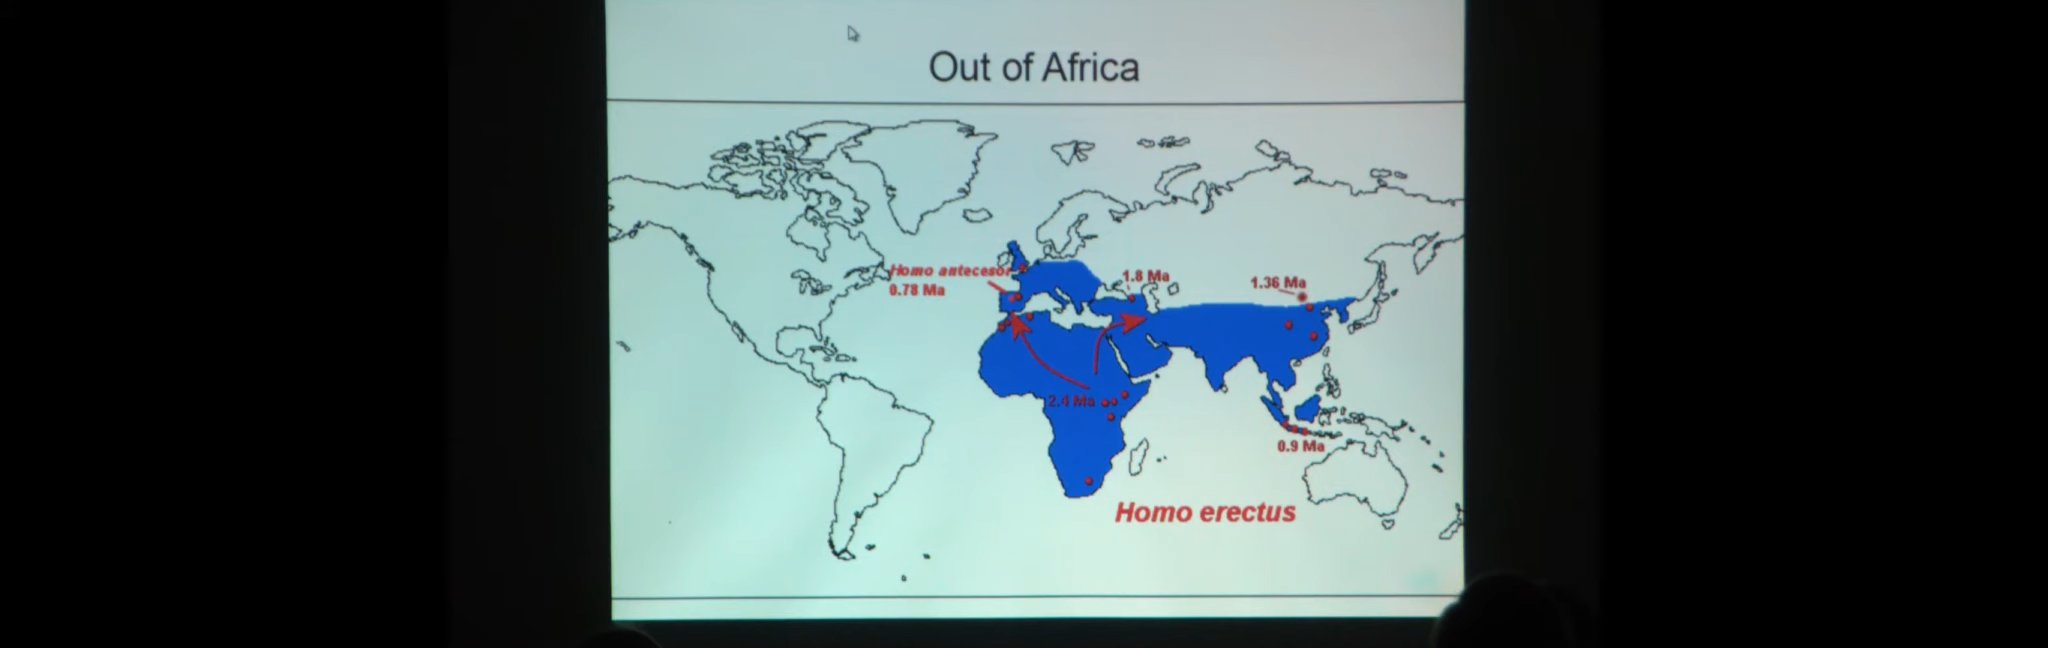 Out of Africa
Homo antecesor
0.78 Ma
1.8 Ma
1.36 Ma
2.4 Ma
0.9 Ma
Homo erectus